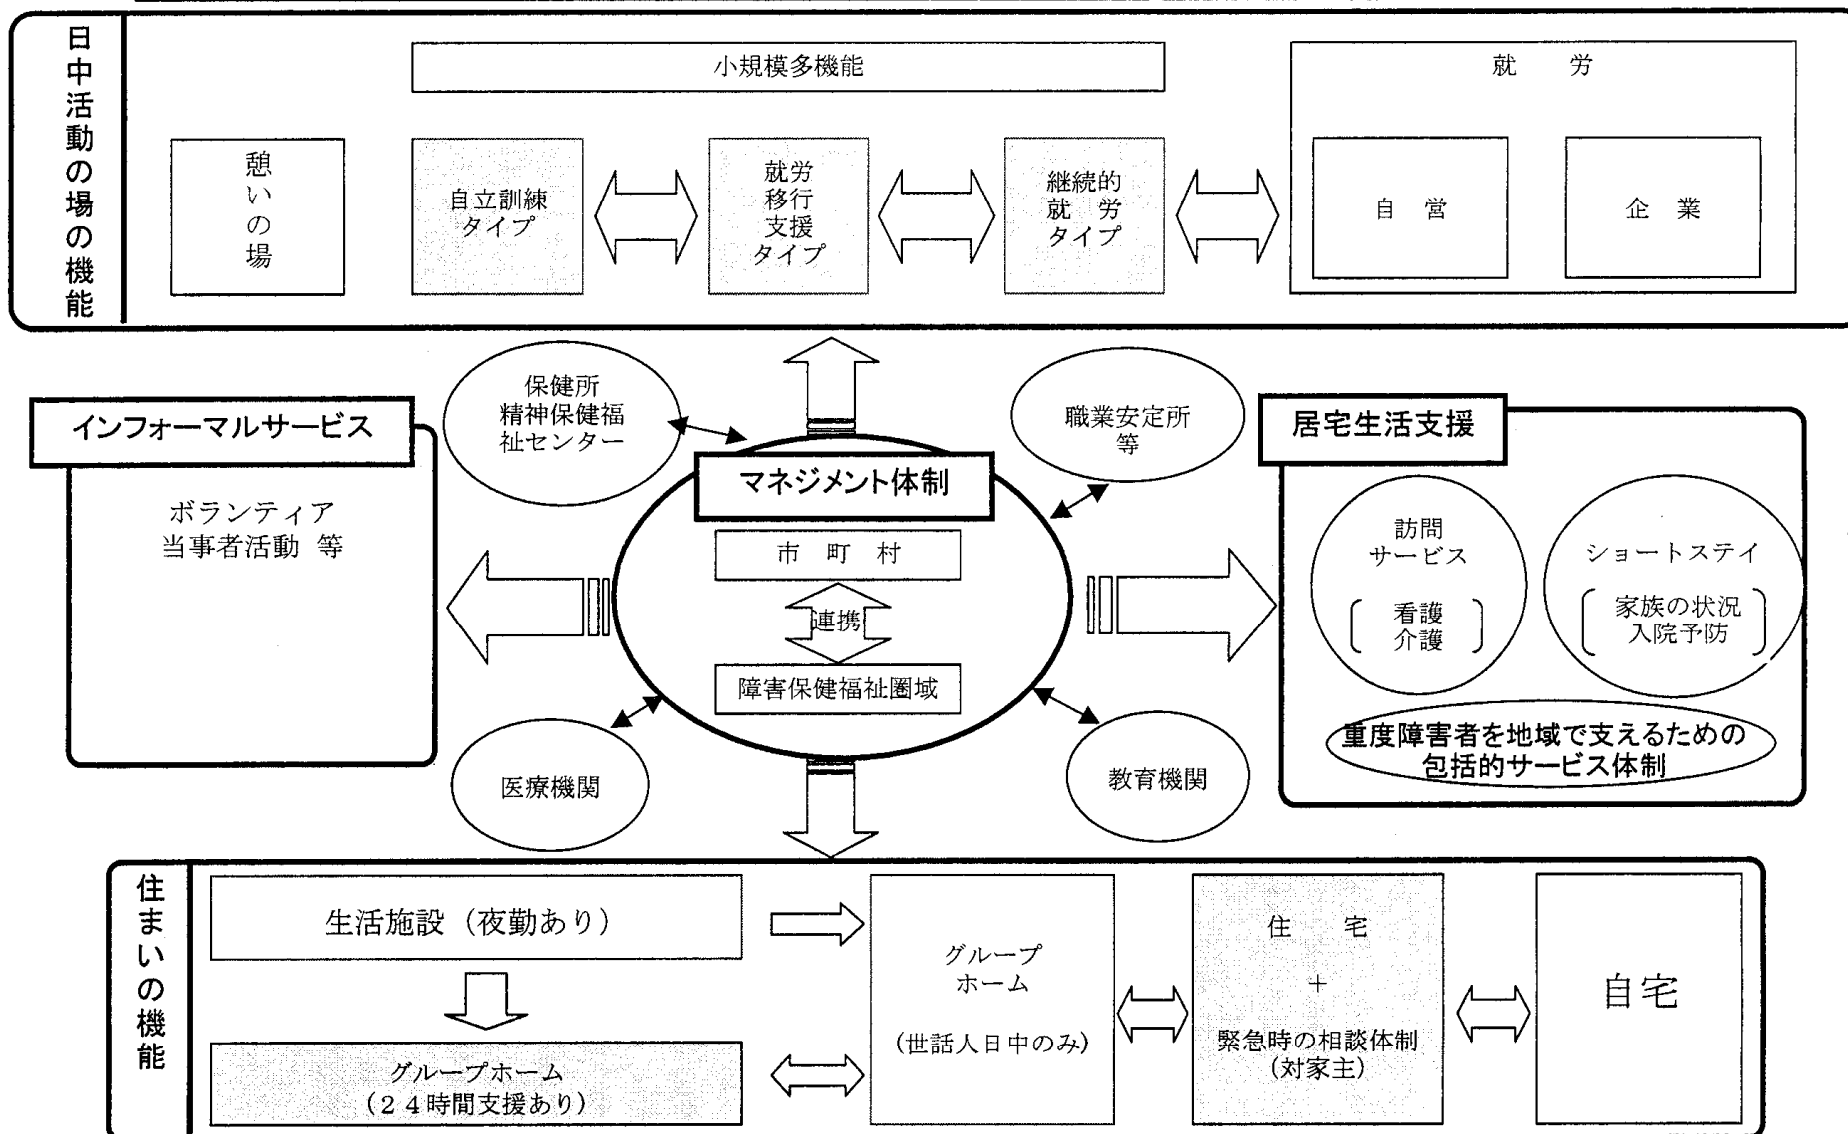 日中活動の場の機能
小規模多機能
就 労
憩いの場
自立訓練
タイプ
就労
移行
支援
タイプ
継続的
就 労
タイプ
自 営
企 業
保健所
精神保健福
祉センター
職業安定所
等
インフォーマルサービス
ボランティア
当事者活動 等
マネジメント体制
市 町 村
連携
障害保健福祉圏域
医療機関
教育機関
居宅生活支援
訪問
サービス
看護
介護
ショートステイ
家族の状況
入院予防
重度障害者を地域で支えるための
包括的サービス体制
住まいの機能
生活施設（夜勤あり）
グループホーム
（２４時間支援あり）
グループ
ホーム
（世話人日中のみ）
住 宅
＋
緊急時の相談体制
（対家主）
自宅